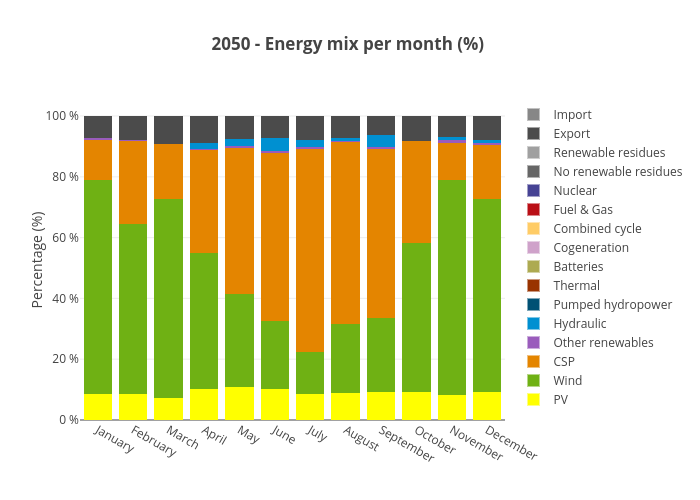 2050 - Energy mix per month (%)
Percentage (%)
100 %
80 %
60 %
40 %
20 %
0 %
January
February
March
April
May
June
July
August
September
October
November
December
Import
Export
Renewable residues
No renewable residues
Nuclear
Fuel & Gas
Combined cycle
Cogeneration
Batteries
Thermal
Pumped hydropower
Hydraulic
Other renewables
CSP
Wind
PV